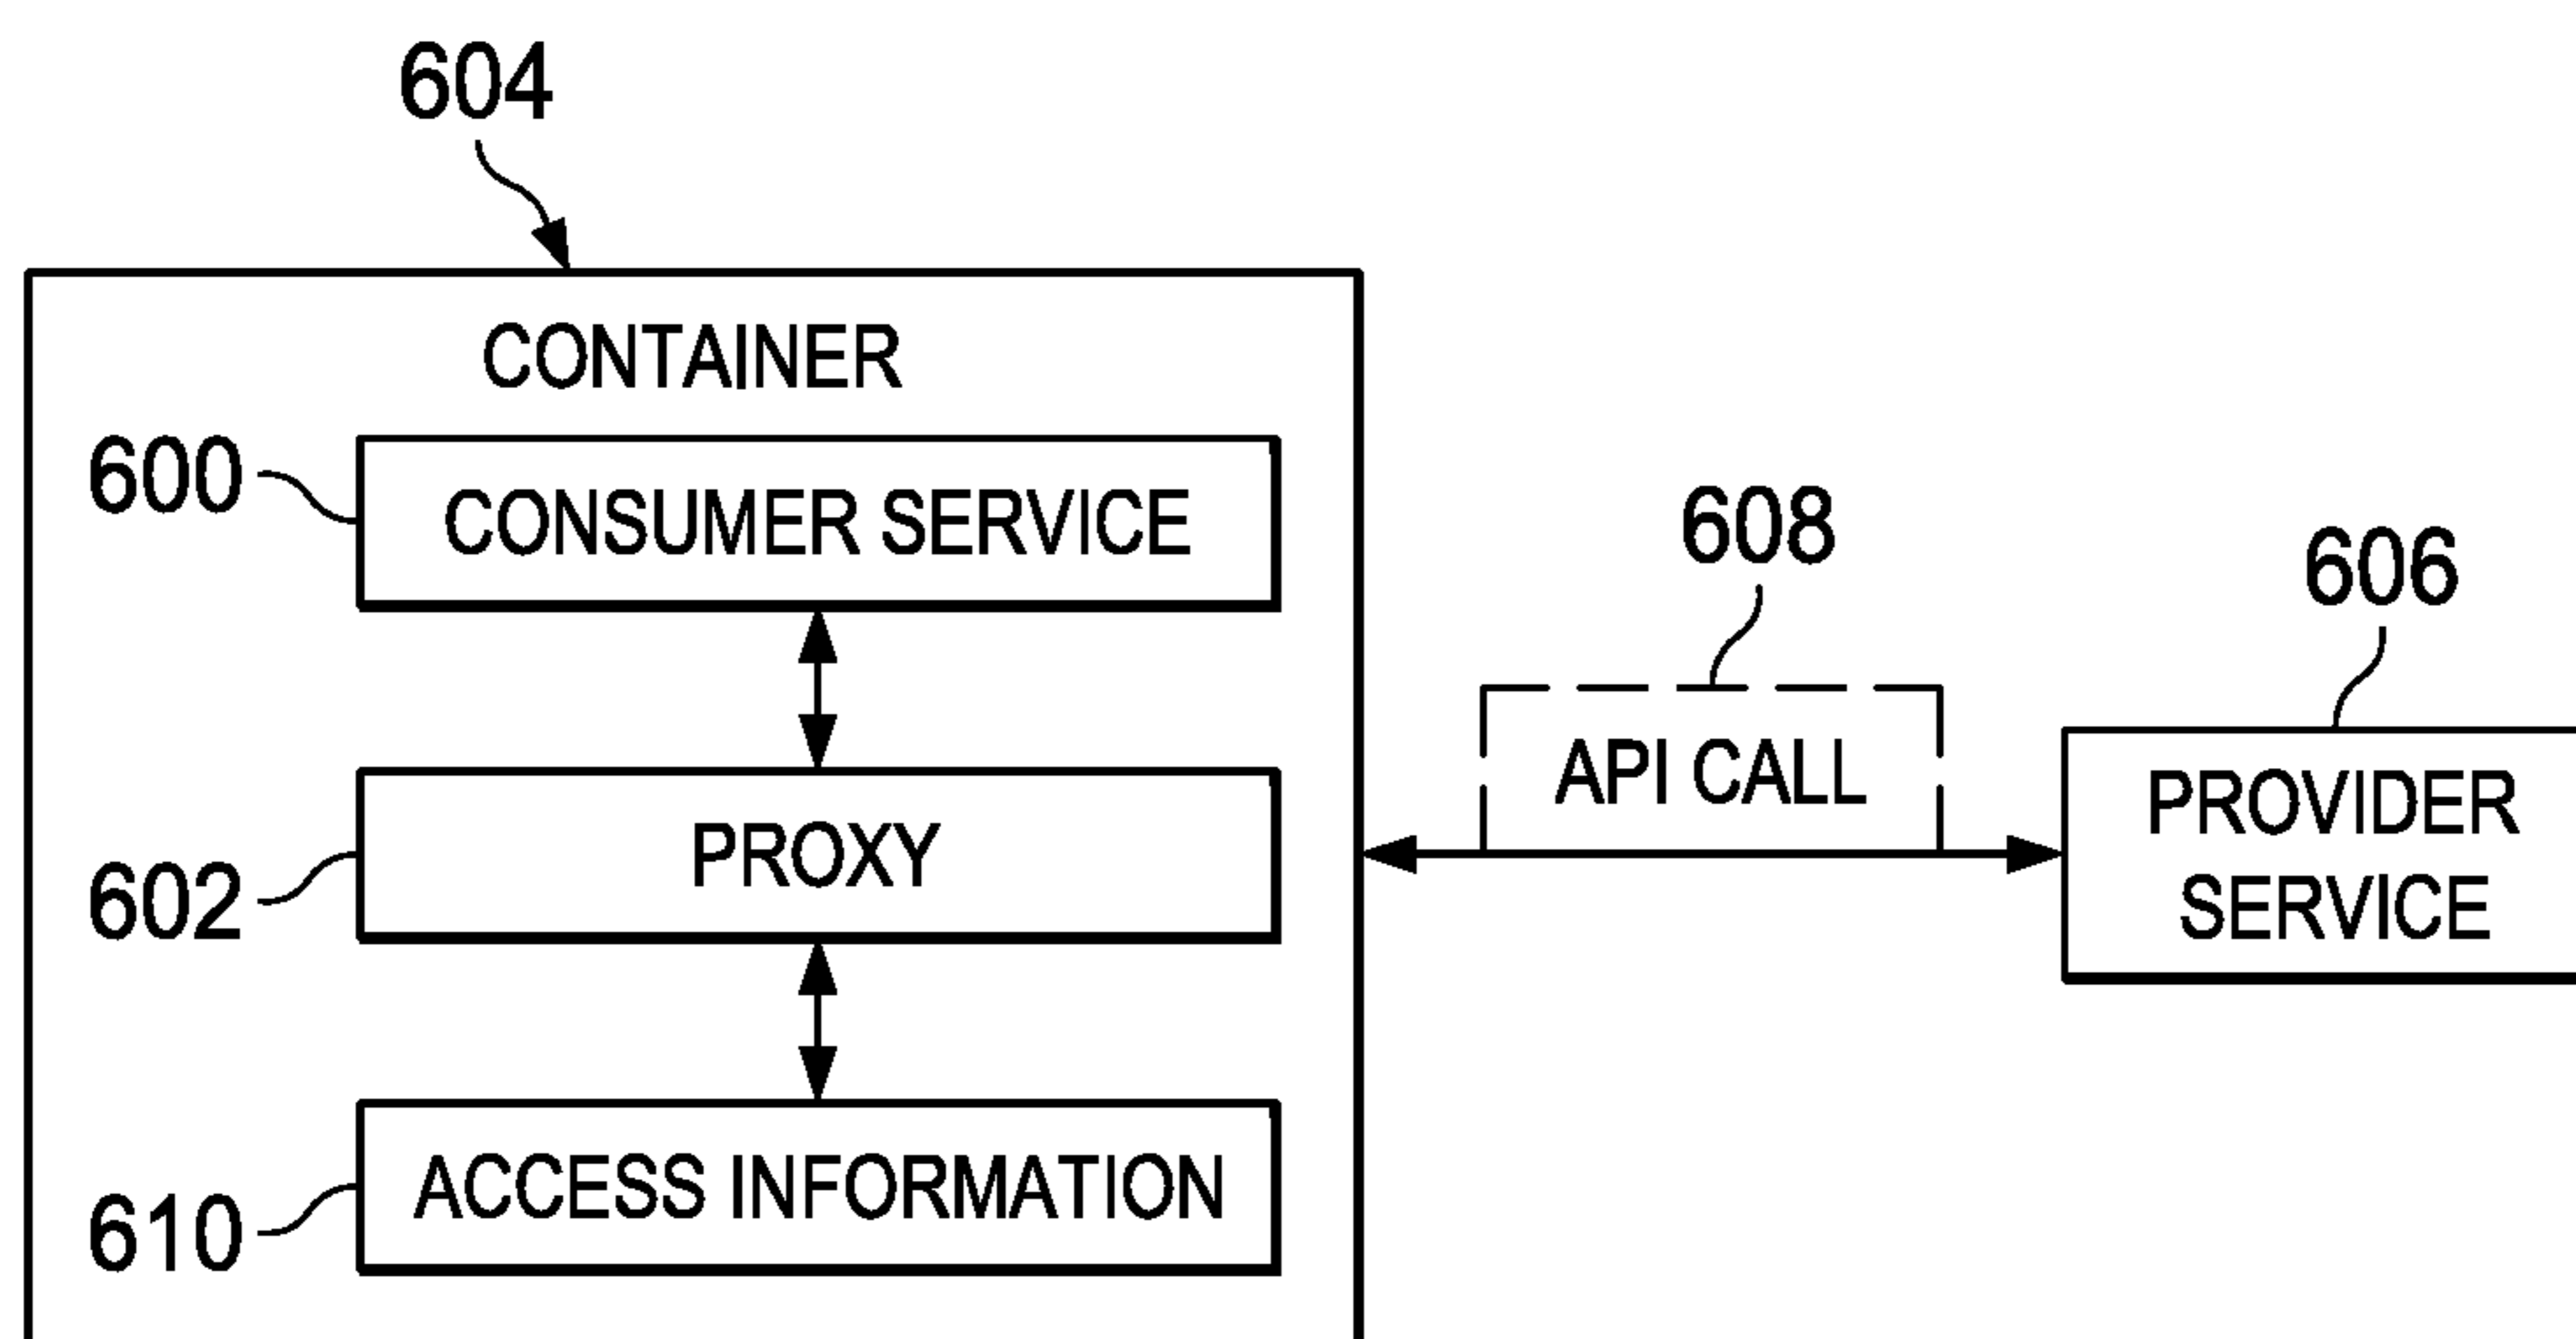 604
CONTAINER
600
CONSUMER SERVICE
602
PROXY
610
ACCESS INFORMATION
608
API CALL
606
PROVIDER
SERVICE